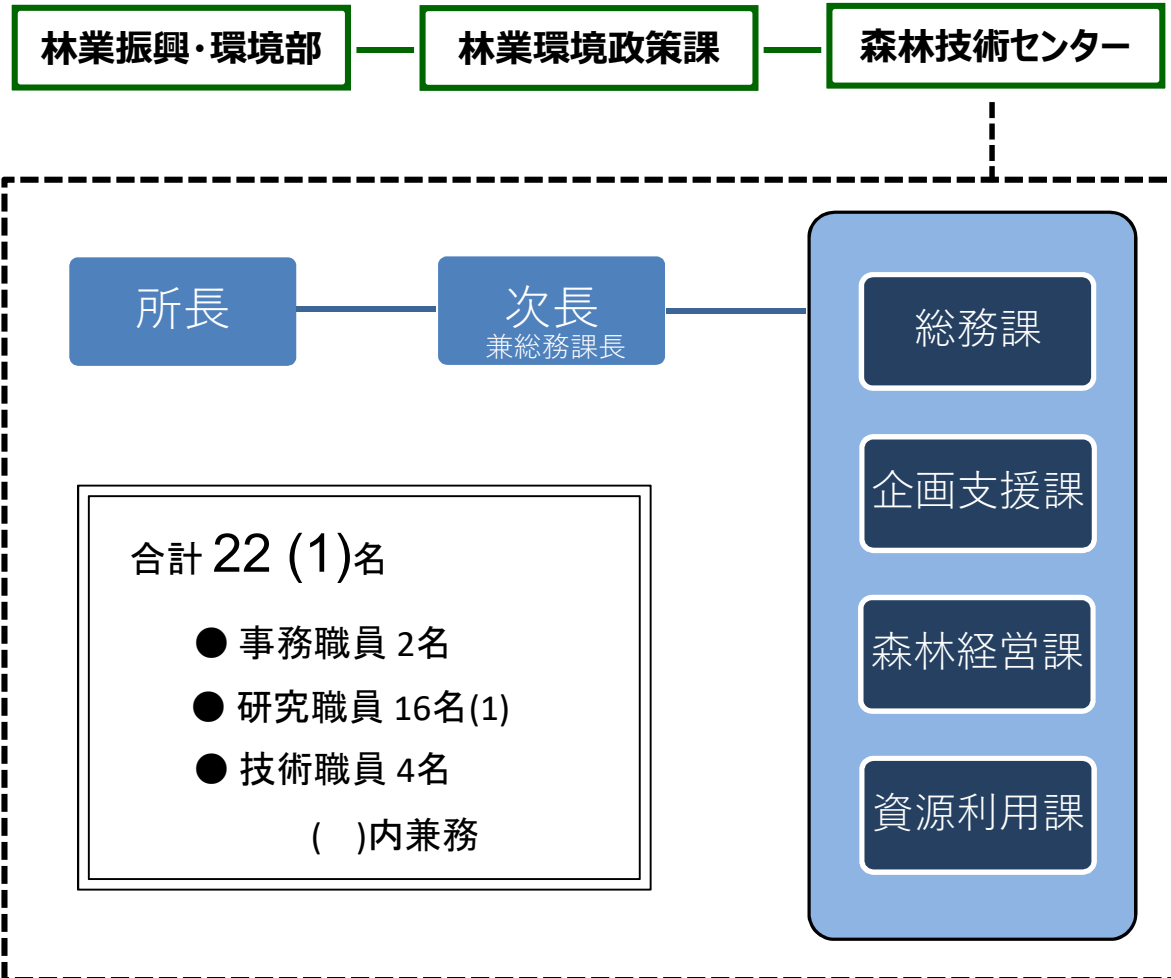 林業振興・環境部
林業環境政策課
森林技術センター
所長
次長
兼総務課長
総務課
企画支援課
森林経営課
資源利用課
合計 22 (1)名
● 事務職員 2名
● 研究職員 16名(1)
● 技術職員 4名
(　)内兼務